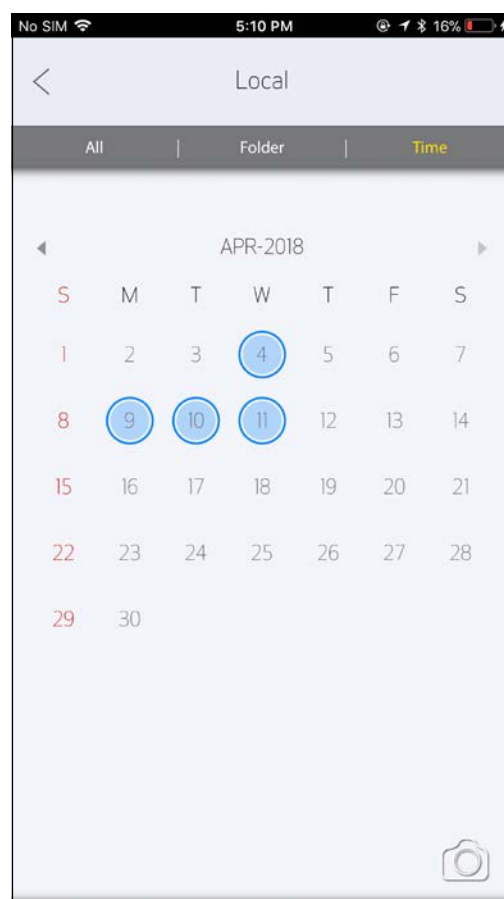 No SIM 5:10 PM 16%
Local
All | Folder | Time
APR-2018
S M T W T F S
1 2 3 4 5 6 7
8 9 10 11 12 13 14
15 16 17 18 19 20 21
22 23 24 25 26 27 28
29 30